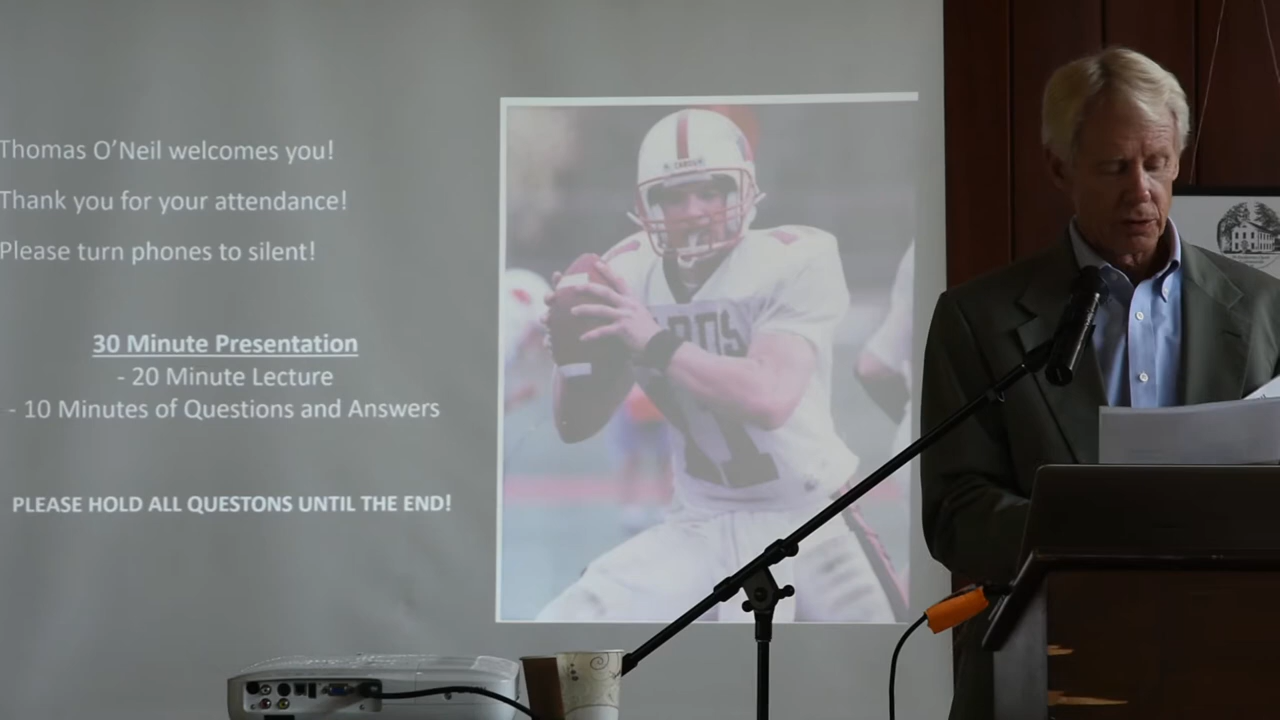 Thomas O'Neil welcomes you!
Thank you for your attendance!
Please turn phones to silent!
30 Minute Presentation
- 20 Minute Lecture
- 10 Minutes of Questions and Answers
PLEASE HOLD ALL QUESTONS UNTIL THE END!